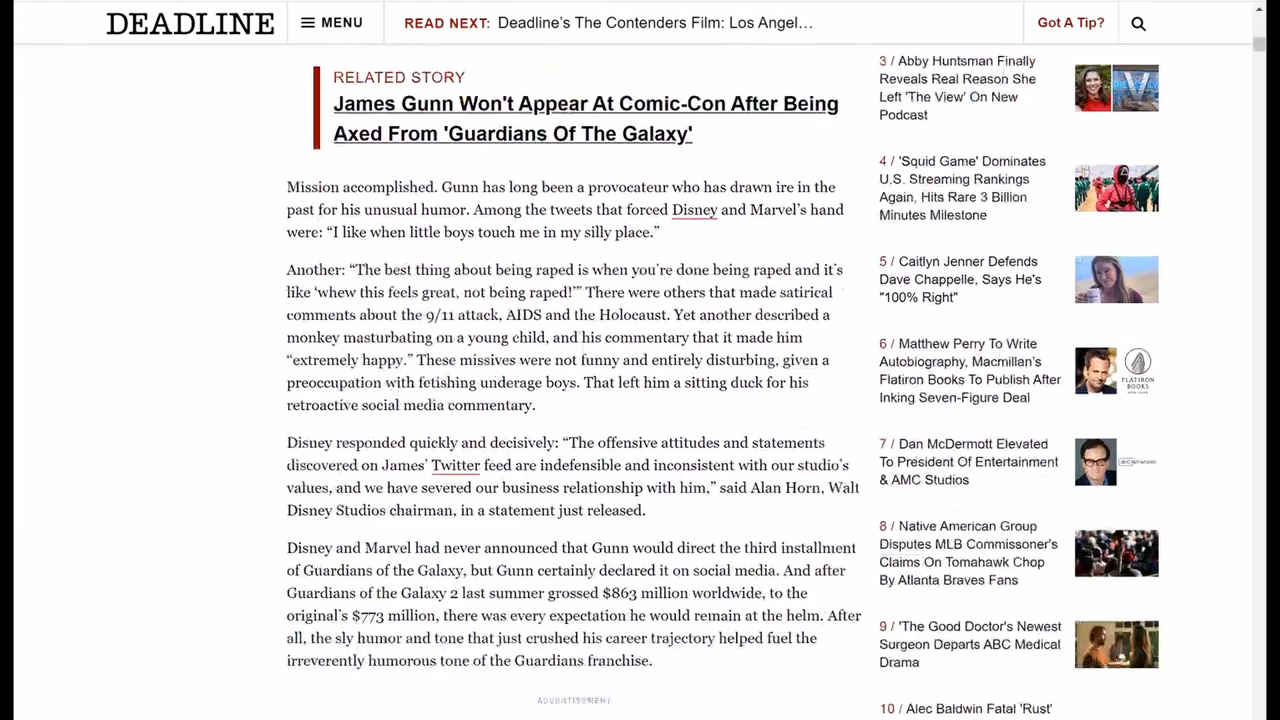 DEADLINE
MENU
READ NEXT: Deadline's The Contenders Film: Los Angel...
Got A Tip?
RELATED STORY
James Gunn Won't Appear At Comic-Con After Being
Axed From 'Guardians Of The Galaxy'
Mission accomplished. Gunn has long been a provocateur who has drawn ire in the
past for his unusual humor. Among the tweets that forced Disney and Marvel's hand
were: “I like when little boys touch me in my silly place.”
Another: “The best thing about being raped is when you're done being raped and it's
like ‘whew this feels great, not being raped!’” There were others that made satirical
comments about the 9/11 attack, AIDS and the Holocaust. Yet another described a
monkey masturbating on a young child, and his commentary that it made him
“extremely happy.” These missives were not funny and entirely disturbing, given a
preoccupation with fetishing underage boys. That left him a sitting duck for his
retroactive social media commentary.
Disney responded quickly and decisively: “The offensive attitudes and statements
discovered on James’ Twitter feed are indefensible and inconsistent with our studio's
values, and we have severed our business relationship with him,” said Alan Horn, Walt
Disney Studios chairman, in a statement just released.
Disney and Marvel had never announced that Gunn would direct the third installment
of Guardians of the Galaxy, but Gunn certainly declared it on social media. And after
Guardians of the Galaxy 2 last summer grossed $863 million worldwide, to the
original's $773 million, there was every expectation he would remain at the helm. After
all, the sly humor and tone that just crushed his career trajectory helped fuel the
irreverently humorous tone of the Guardians franchise.
ADVERTISEMENT
3 / Abby Huntsman Finally
Reveals Real Reason She
Left 'The View' On New
Podcast
4 / 'Squid Game' Dominates
U.S. Streaming Rankings
Again, Hits Rare 3 Billion
Minutes Milestone
5 / Caitlyn Jenner Defends
Dave Chappelle, Says He's
"100% Right"
6 / Matthew Perry To Write
Autobiography, Macmillan's
Flatiron Books To Publish After
Inking Seven-Figure Deal
FLATIRON
BOOKS
7 / Dan McDermott Elevated
To President Of Entertainment
& AMC Studios
8 / Native American Group
Disputes MLB Commissioner's
Claims On Tomahawk Chop
By Atlanta Braves Fans
9 / 'The Good Doctor's Newest
Surgeon Departs ABC Medical
Drama
10 / Alec Baldwin Fatal 'Rust'